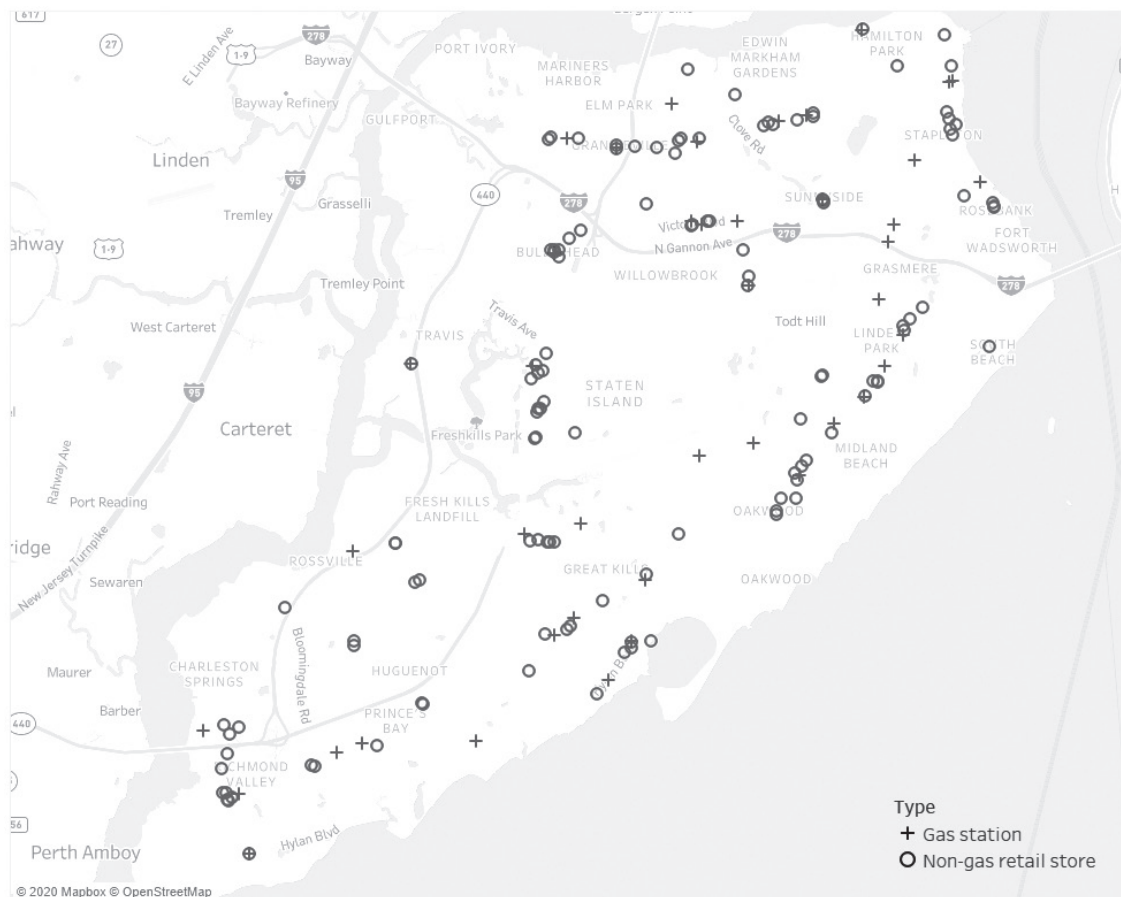 617
27
E Linden Ave
1-9
278
Bayway
PORT IVORY
MARINERS
HARBOR
EDWIN
MARKHAM
GARDENS
HAMILTON
PARK
Bayway Refinery
ELM PARK
GULFPORT
Clove Rd
Linden
STAPLETON
95
440
278
SUNNYSIDE
Grasselli
Tremley
ROSEBANK
ahway
1-9
N Gannon Ave
278
FORT
WADSWORTH
BULLS HEAD
WILLOWBROOK
GRASMERE
278
Tremley Point
Travis Ave
West Carteret
TRAVIS
Todt Hill
LINDEN
PARK
SOUTH
BEACH
95
STATEN
ISLAND
Carteret
Freshkills Park
MIDLAND
BEACH
Rahway Ave
Port Reading
FRESH KILLS
LANDFILL
OAKWOOD
ridge
New Jersey Turnpike
ROSSVILLE
GREAT KILLS
OAKWOOD
Sewaren
Bloomingdale Rd
Maurer
CHARLESTON
SPRINGS
HUGUENOT
Barber
440
PRINCE'S
BAY
RICHMOND
VALLEY
Type
Gas station
Non-gas retail store
56
Hylan Blvd
Perth Amboy
© 2020 Mapbox © OpenStreetMap